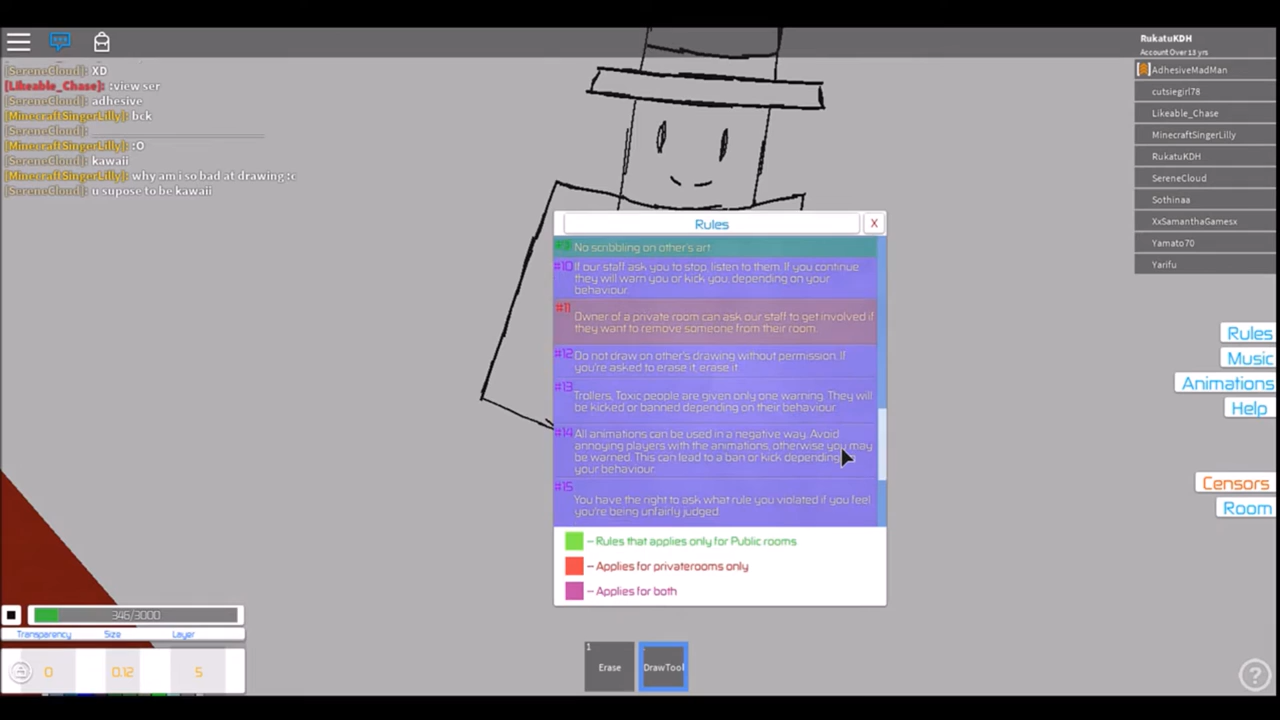 [SereneCloud]: XD
[Likeable_Chase]: :view ser
[SereneCloud]: adhesive
[MinecraftSingerLilly]: bck
[SereneCloud]:
[MinecraftSingerLilly]: :O
[SereneCloud]: kawaii
[MinecraftSingerLilly]: why am i so bad at drawing :c
[SereneCloud]: u supose to be kawaii
RukatuKDH
Account Over 13 yrs
AdhesiveMadMan
cutsiegirl78
Likeable_Chase
MinecraftSingerLilly
RukatuKDH
SereneCloud
Sothinaa
XxSamanthaGamesx
Yamato70
Yarifu
Rules
X
#9 No scribbling on other's art.
#10 If our staff ask you to stop, listen to them. If you continue
they will warn you or kick you, depending on your
behaviour.
#11 Owner of a private room can ask our staff to get involved if
they want to remove someone from their room.
#12 Do not draw on other's drawing without permission. If
you're asked to erase it, erase it.
#13 Trollers, Toxic people are given only one warning. They will
be kicked or banned depending on their behaviour.
#14 All animations can be used in a negative way. Avoid
annoying players with the animations, otherwise you may
be warned. This can lead to a ban or kick depending
your behaviour.
#15 You have the right to ask what rule you violated if you feel
you're being unfairly judged.
– Rules that applies only for Public rooms
– Applies for privaterooms only
– Applies for both
Rules
Music
Animations
Help
Censors
Room
346/3000
Transparency Size Layer
0 0.12 5
1
Erase
DrawTool
?